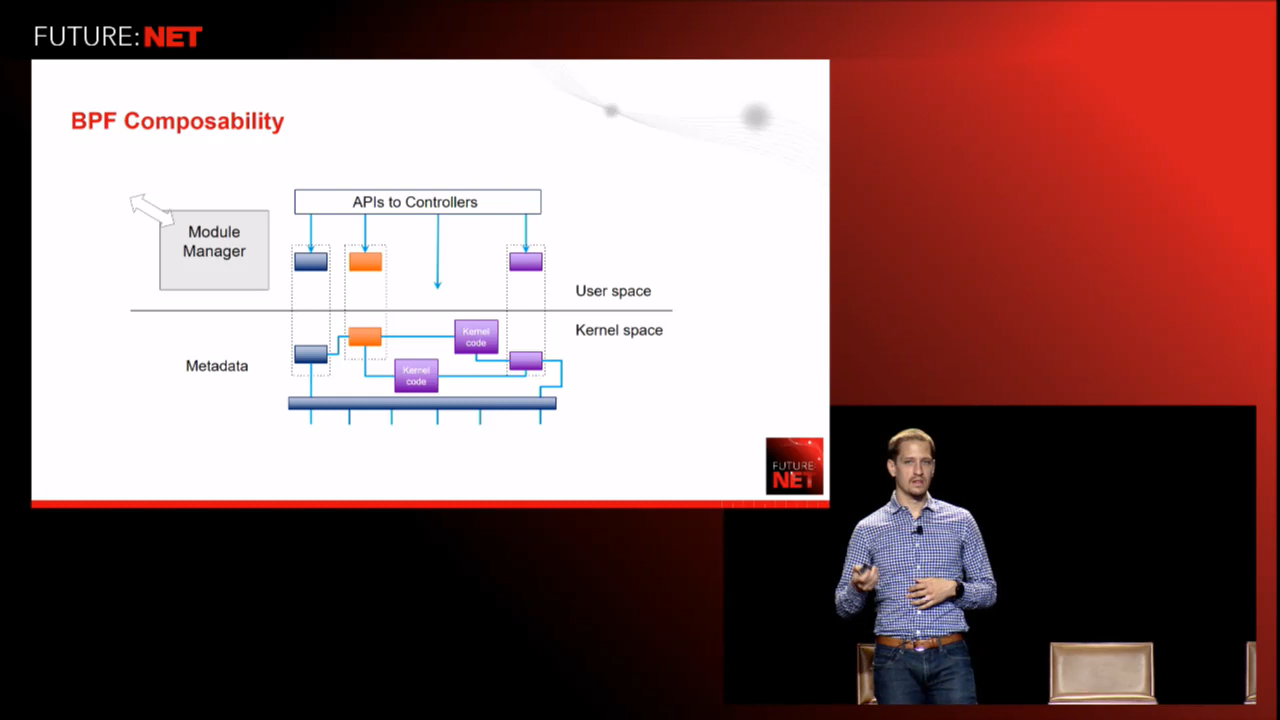 FUTURE:NET
BPF Composability
APIs to Controllers
Module
Manager
User space
Kernel space
Kernel
code
Metadata
Kernel
code
FUTURE:
NET